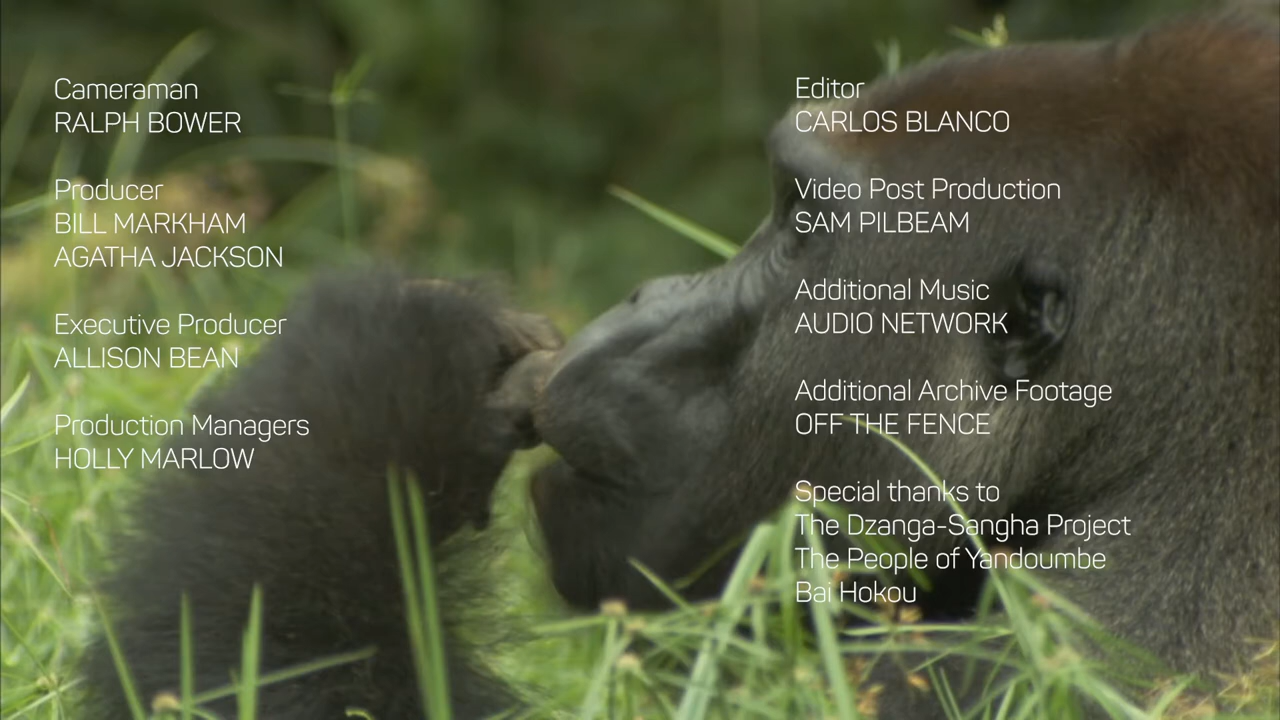 Cameraman
RALPH BOWER
Producer
BILL MARKHAM
AGATHA JACKSON
Executive Producer
ALLISON BEAN
Production Managers
HOLLY MARLOW
Editor
CARLOS BLANCO
Video Post Production
SAM PILBEAM
Additional Music
AUDIO NETWORK
Additional Archive Footage
OFF THE FENCE
Special thanks to
The Dzanga-Sangha Project
The People of Yandoumbe
Bai Hokou